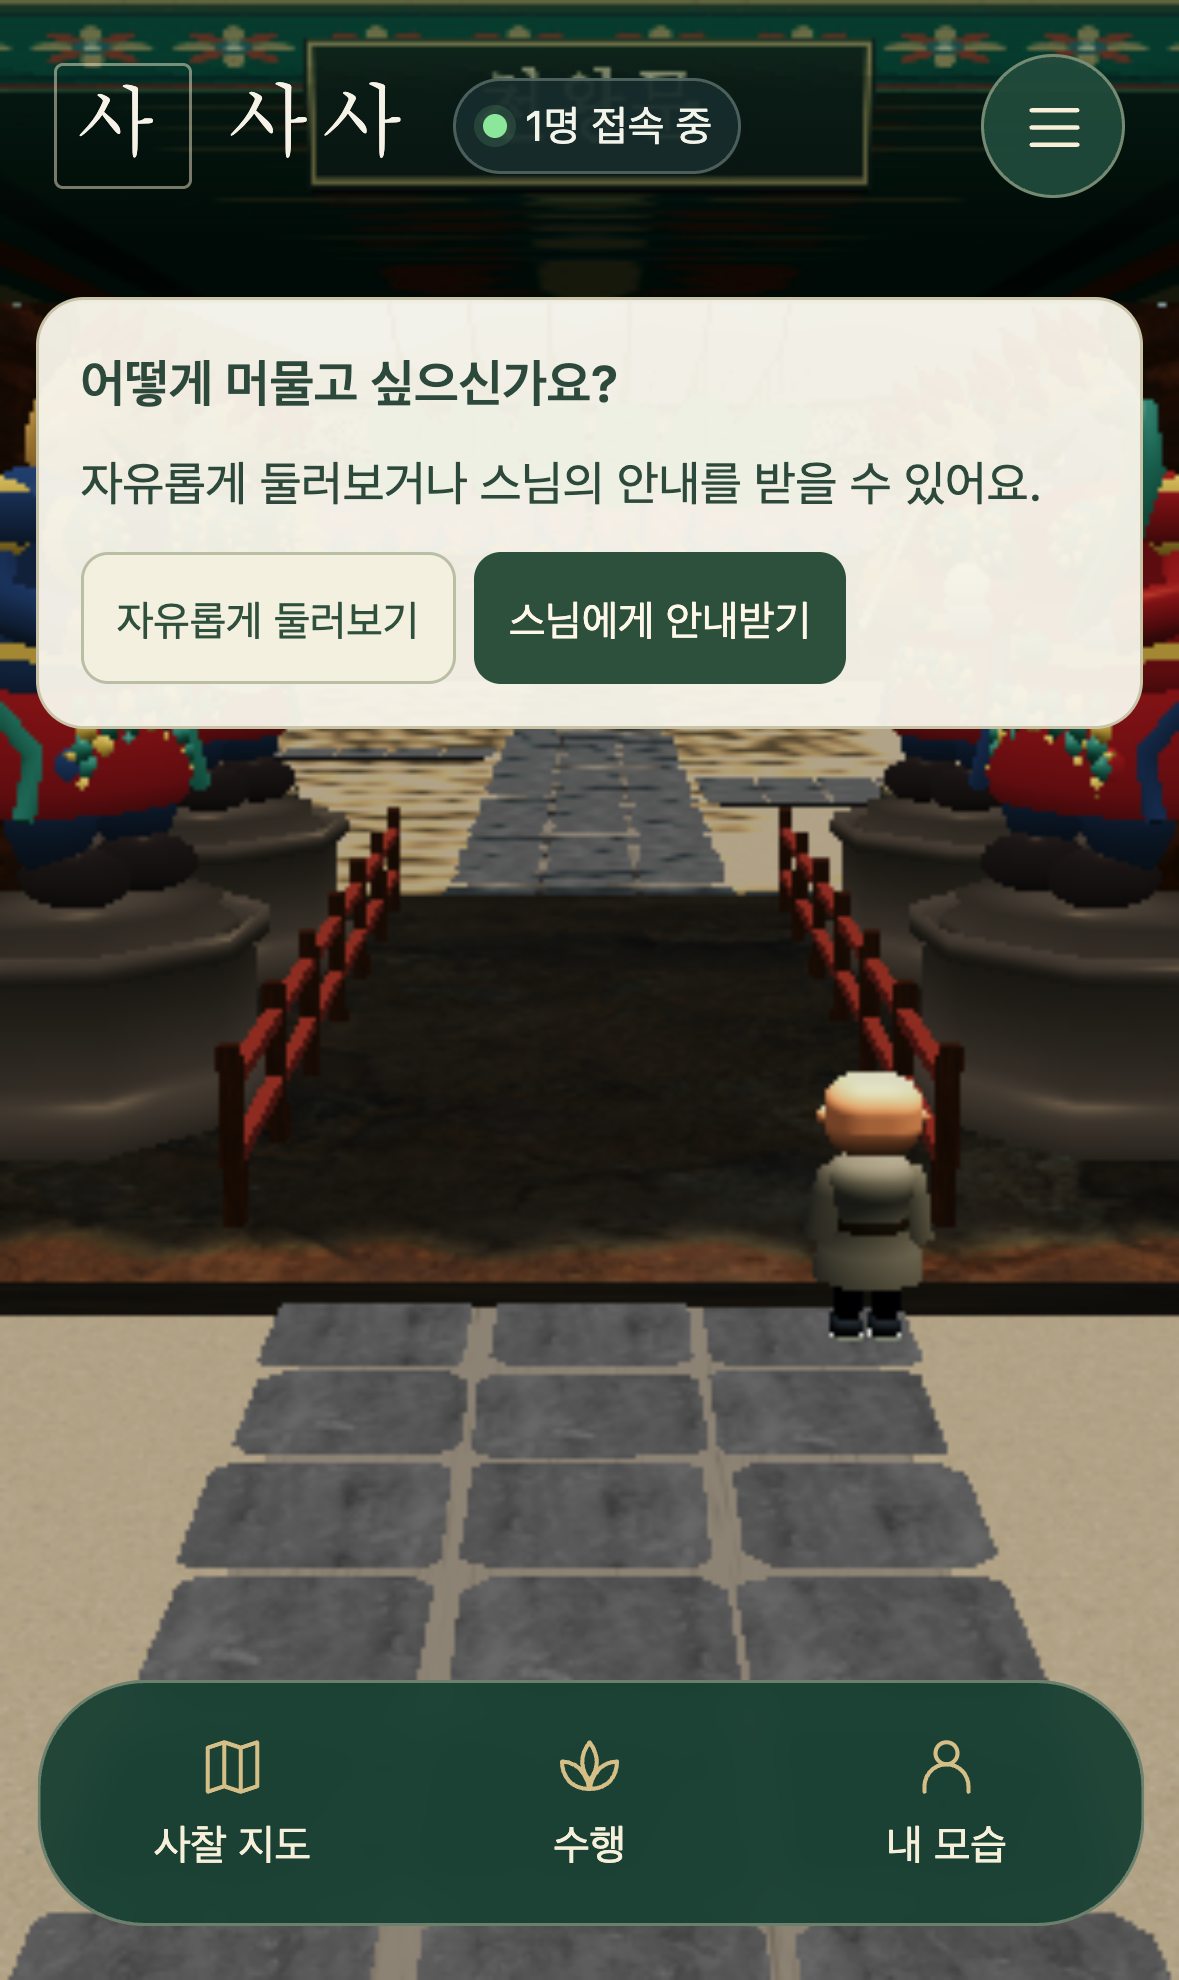 사 사사
1명 접속 중
어떻게 머물고 싶으신가요?
자유롭게 둘러보거나 스님의 안내를 받을 수 있어요.
자유롭게 둘러보기 스님에게 안내받기
사찰 지도 수행 내 모습